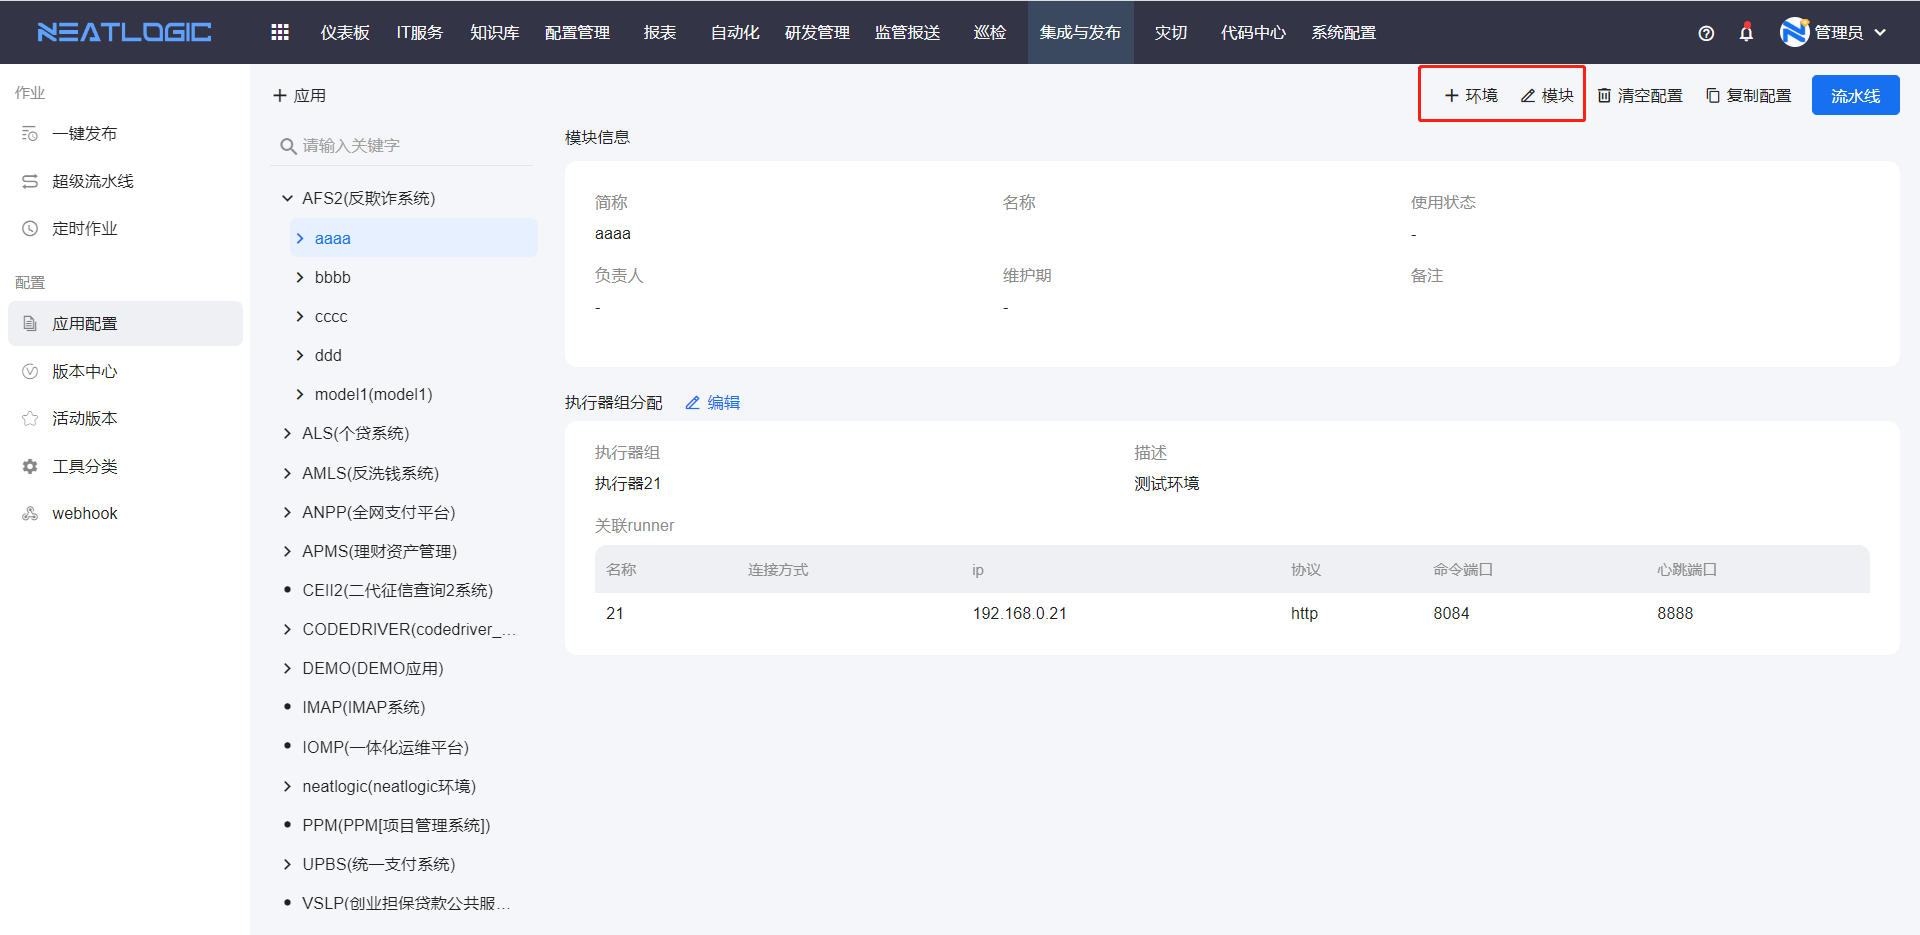 NEATLOGIC
仪表板 IT服务 知识库 配置管理 报表 自动化 研发管理 监管报送 巡检 集成与发布 灾切 代码中心 系统配置 管理员
作业
一键发布
超级流水线
定时作业
配置
应用配置
版本中心
活动版本
工具分类
webhook
应用
请输入关键字
AFS2(反欺诈系统)
aaaa
bbbb
cccc
ddd
model1(model1)
ALS(个贷系统)
AMLS(反洗钱系统)
ANPP(全网支付平台)
APMS(理财资产管理)
CEII2(二代征信查询2系统)
CODEDRIVER(codedriver_...
DEMO(DEMO应用)
IMAP(IMAP系统)
IOMP(一体化运维平台)
neatlogic(neatlogic环境)
PPM(PPM[项目管理系统])
UPBS(统一支付系统)
VSLP(创业担保贷款公共服...
环境 模块 清空配置 复制配置 流水线
模块信息
简称 名称 使用状态
aaaa -
负责人 维护期 备注
- -
执行器组分配 编辑
执行器组 描述
执行器21 测试环境
关联runner
名称 连接方式 ip 协议 命令端口 心跳端口
21 192.168.0.21 http 8084 8888